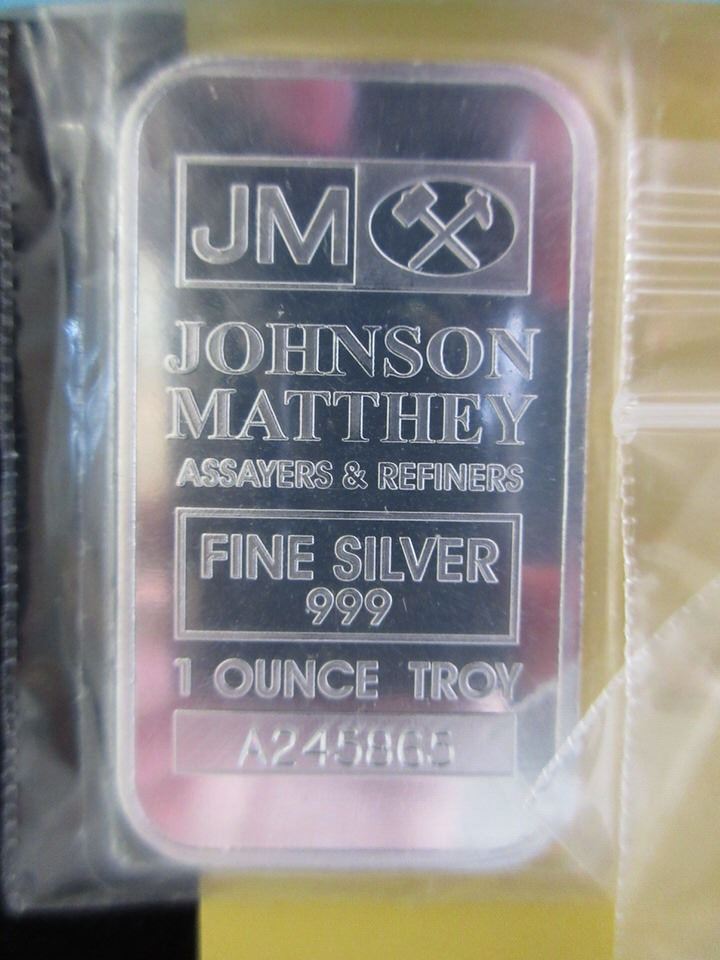 JM
JOHNSON
MATTHEY
ASSAYERS & REFINERS
FINE SILVER
999
1 OUNCE TROY
A245865